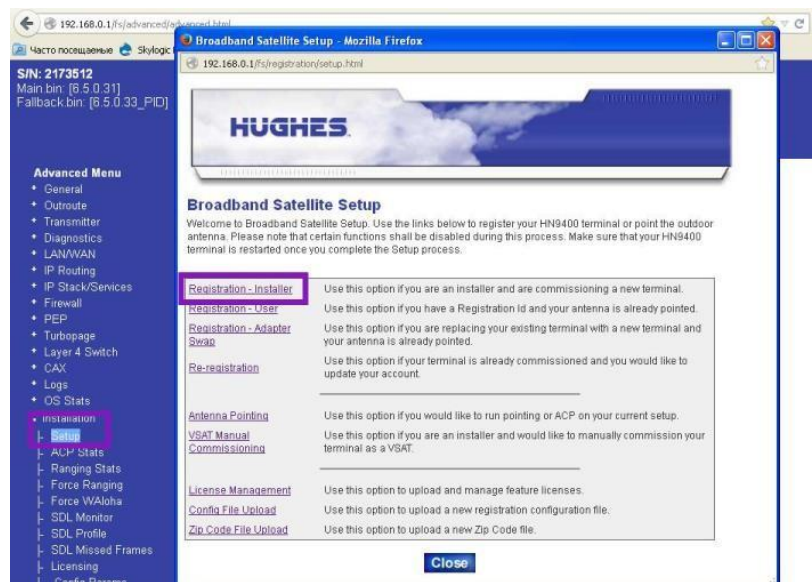 192.168.0.1/fs/advanced/advanced.html
Часто посещаемые Skylogic
S/N: 2173512
Main.bin: [6.5.0.31]
Fallback.bin: [6.5.0.33_PID]
Advanced Menu
General
Outroute
Transmitter
Diagnostics
LAN/WAN
IP Routing
IP Stack/Services
Firewall
PEP
Turbopage
Layer 4 Switch
CAX
Logs
OS Stats
Installation
Setup
ACP Stats
Ranging Stats
Force Ranging
Force WAloha
SDL Monitor
SDL Profile
SDL Missed Frames
Licensing
Config Params
Broadband Satellite Setup - Mozilla Firefox
192.168.0.1/fs/registration/setup.html
HUGHES
Broadband Satellite Setup
Welcome to Broadband Satellite Setup. Use the links below to register your HN9400 terminal or point the outdoor
antenna. Please note that certain functions shall be disabled during this process. Make sure that your HN9400
terminal is restarted once you complete the Setup process.
Registration - Installer Use this option if you are an installer and are commissioning a new terminal.
Registration - User Use this option if you have a Registration Id and your antenna is already pointed.
Registration - Adapter Use this option if you are replacing your existing terminal with a new terminal and
Swap your antenna is already pointed.
Re-registration Use this option if your terminal is already commissioned and you would like to
update your account.
Antenna Pointing Use this option if you would like to run pointing or ACP on your current setup.
VSAT Manual Use this option if you are an installer and would like to manually commission your
Commissioning terminal as a VSAT.
License Management Use this option to upload and manage feature licenses.
Config File Upload Use this option to upload a new registration configuration file.
Zip Code File Upload Use this option to upload a new Zip Code file.
Close